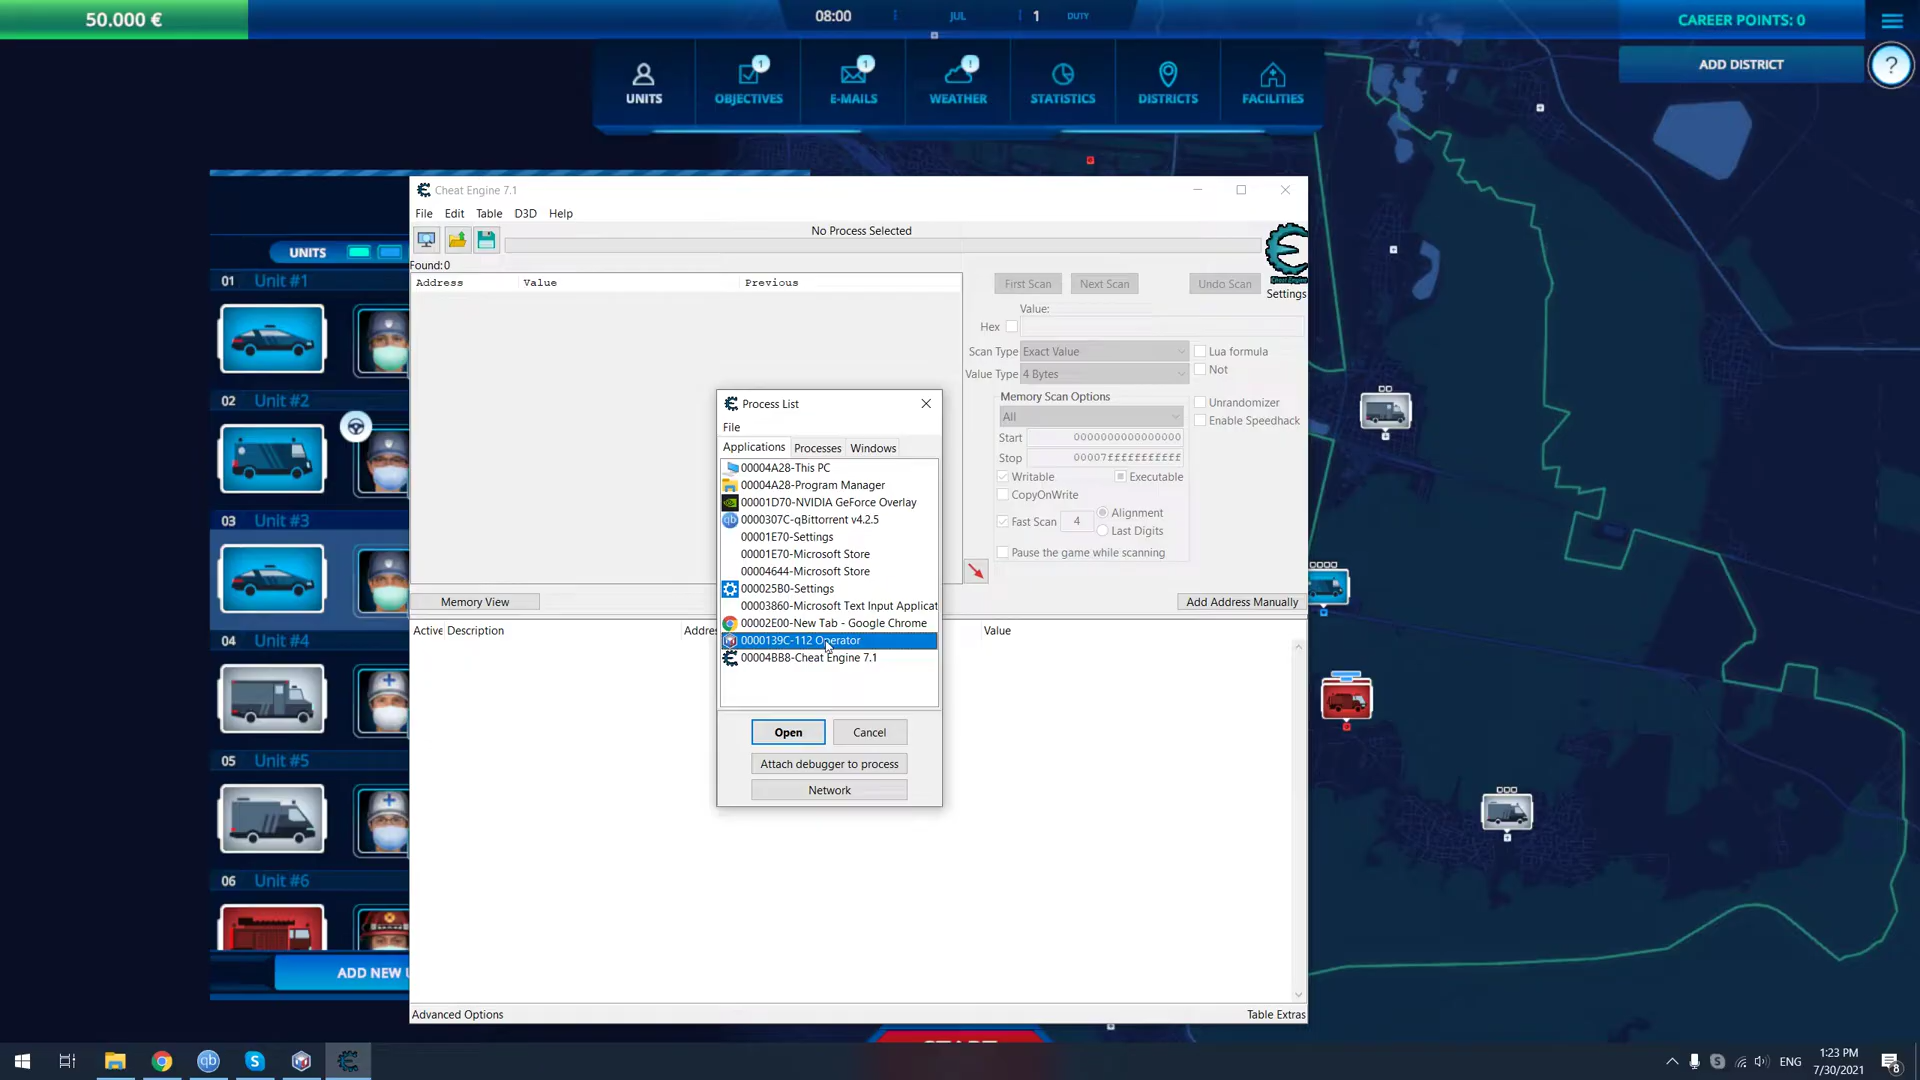 50.000 €
08:00
JUL
1
DUTY
CAREER POINTS: 0
ADD DISTRICT
?
1
1
!
UNITS
OBJECTIVES
E-MAILS
WEATHER
STATISTICS
DISTRICTS
FACILITIES
UNITS
01 Unit #1
02 Unit #2
03 Unit #3
04 Unit #4
05 Unit #5
06 Unit #6
ADD NEW
Cheat Engine 7.1
File Edit Table D3D Help
No Process Selected
Found:0
Address Value Previous
First Scan Next Scan Undo Scan
Settings
Value:
Hex
Scan Type Exact Value
Lua formula
Value Type 4 Bytes
Not
Memory Scan Options
All
Unrandomizer
Enable Speedhack
Start 0000000000000000
Stop 00007fffffffffff
Writable Executable
CopyOnWrite
Fast Scan 4 Alignment
Last Digits
Pause the game while scanning
Memory View
Add Address Manually
Active Description Value
Process List
File
Applications Processes Windows
00004A28-This PC
00004A28-Program Manager
00001D70-NVIDIA GeForce Overlay
0000307C-qBittorrent v4.2.5
00001E70-Settings
00001E70-Microsoft Store
00004644-Microsoft Store
000025B0-Settings
00003860-Microsoft Text Input Applicat
00002E00-New Tab - Google Chrome
0000139C-112 Operator
00004BB8-Cheat Engine 7.1
Open Cancel
Attach debugger to process
Network
Advanced Options
Table Extras
ENG
1:23 PM
7/30/2021
8